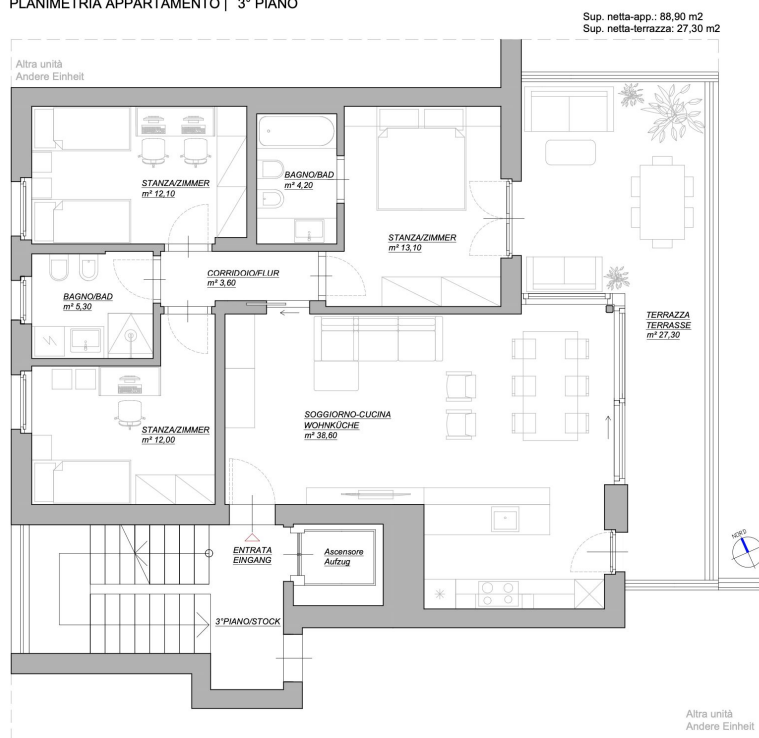 PLANIMETRIA APPARTAMENTO | 3° PIANO
Sup. netta-app.: 88,90 m2
Sup. netta-terrazza: 27,30 m2
Altra unità
Andere Einheit
STANZA/ZIMMER
m² 12,10
BAGNO/BAD
m² 4,20
STANZA/ZIMMER
m² 13,10
CORRIDOIO/FLUR
m² 3,60
BAGNO/BAD
m² 5,30
TERRAZZA
TERRASSE
m² 27,30
SOGGIORNO-CUCINA
WOHNKÜCHE
m² 38,60
STANZA/ZIMMER
m² 12,00
ENTRATA
EINGANG
Ascensore
Aufzug
NORD
3°PIANO/STOCK
Altra unità
Andere Einheit